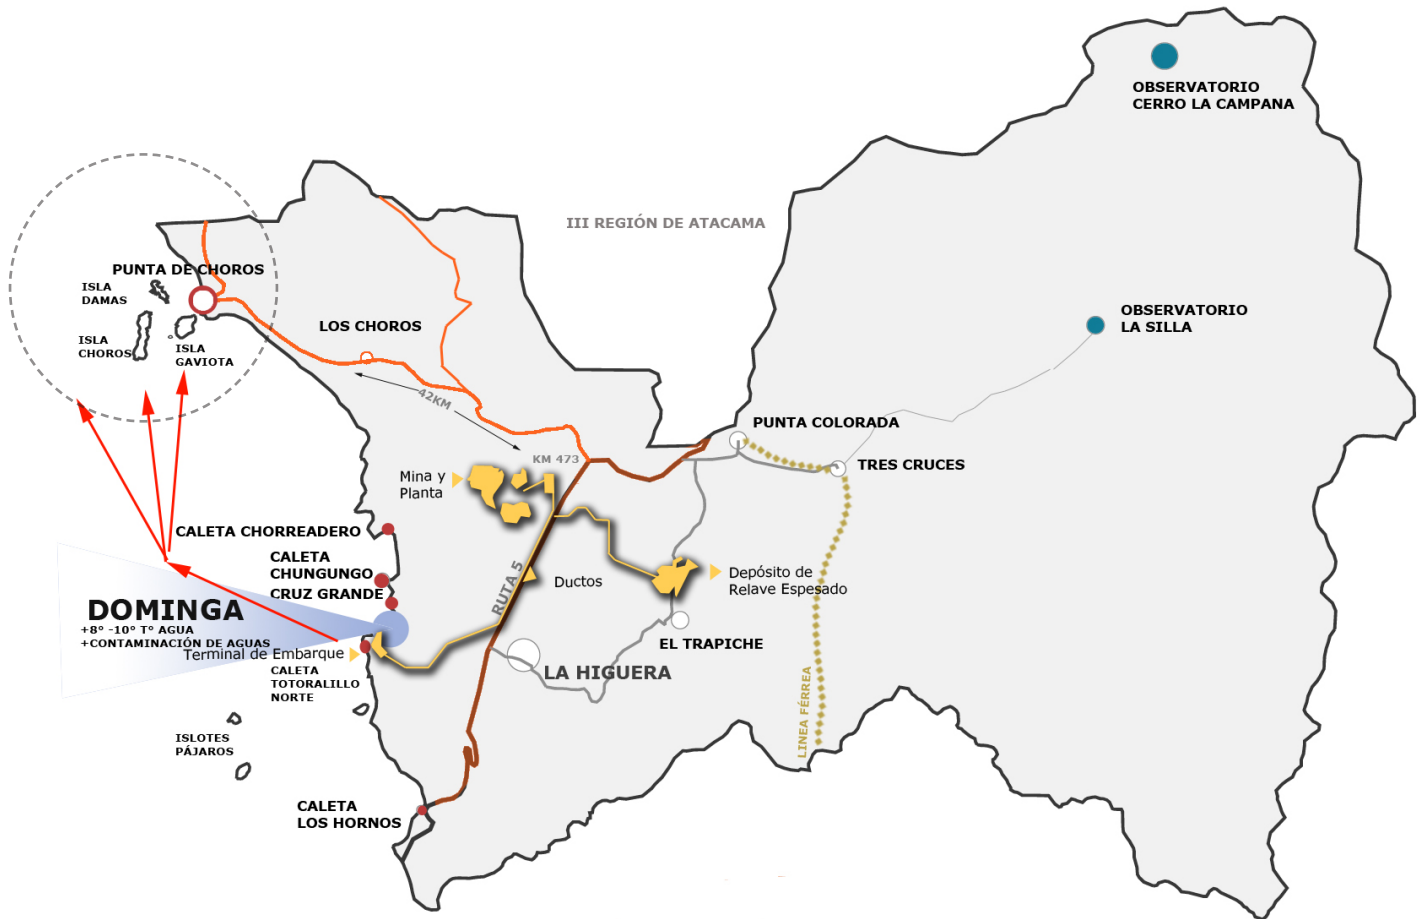 OBSERVATORIO
CERRO LA CAMPANA
III REGIÓN DE ATACAMA
PUNTA DE CHOROS
ISLA
DAMAS
ISLA
CHOROS
ISLA
GAVIOTA
LOS CHOROS
OBSERVATORIO
LA SILLA
42KM
PUNTA COLORADA
KM 473
TRES CRUCES
Mina y
Planta
CALETA CHORREADERO
CALETA
CHUNGUNGO
CRUZ GRANDE
RUTA 5
Ductos
Depósito de
Relave Espesado
DOMINGA
+8° -10° T° AGUA
+CONTAMINACIÓN DE AGUAS
Terminal de Embarque
EL TRAPICHE
LA HIGUERA
CALETA
TOTORALILLO
NORTE
LINEA FÉRREA
ISLOTES
PÁJAROS
CALETA
LOS HORNOS